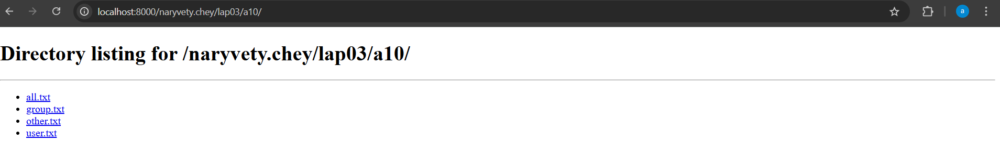 localhost:8000/naryvety.chey/lap03/a10/
a
Directory listing for /naryvety.chey/lap03/a10/
all.txt
group.txt
other.txt
user.txt